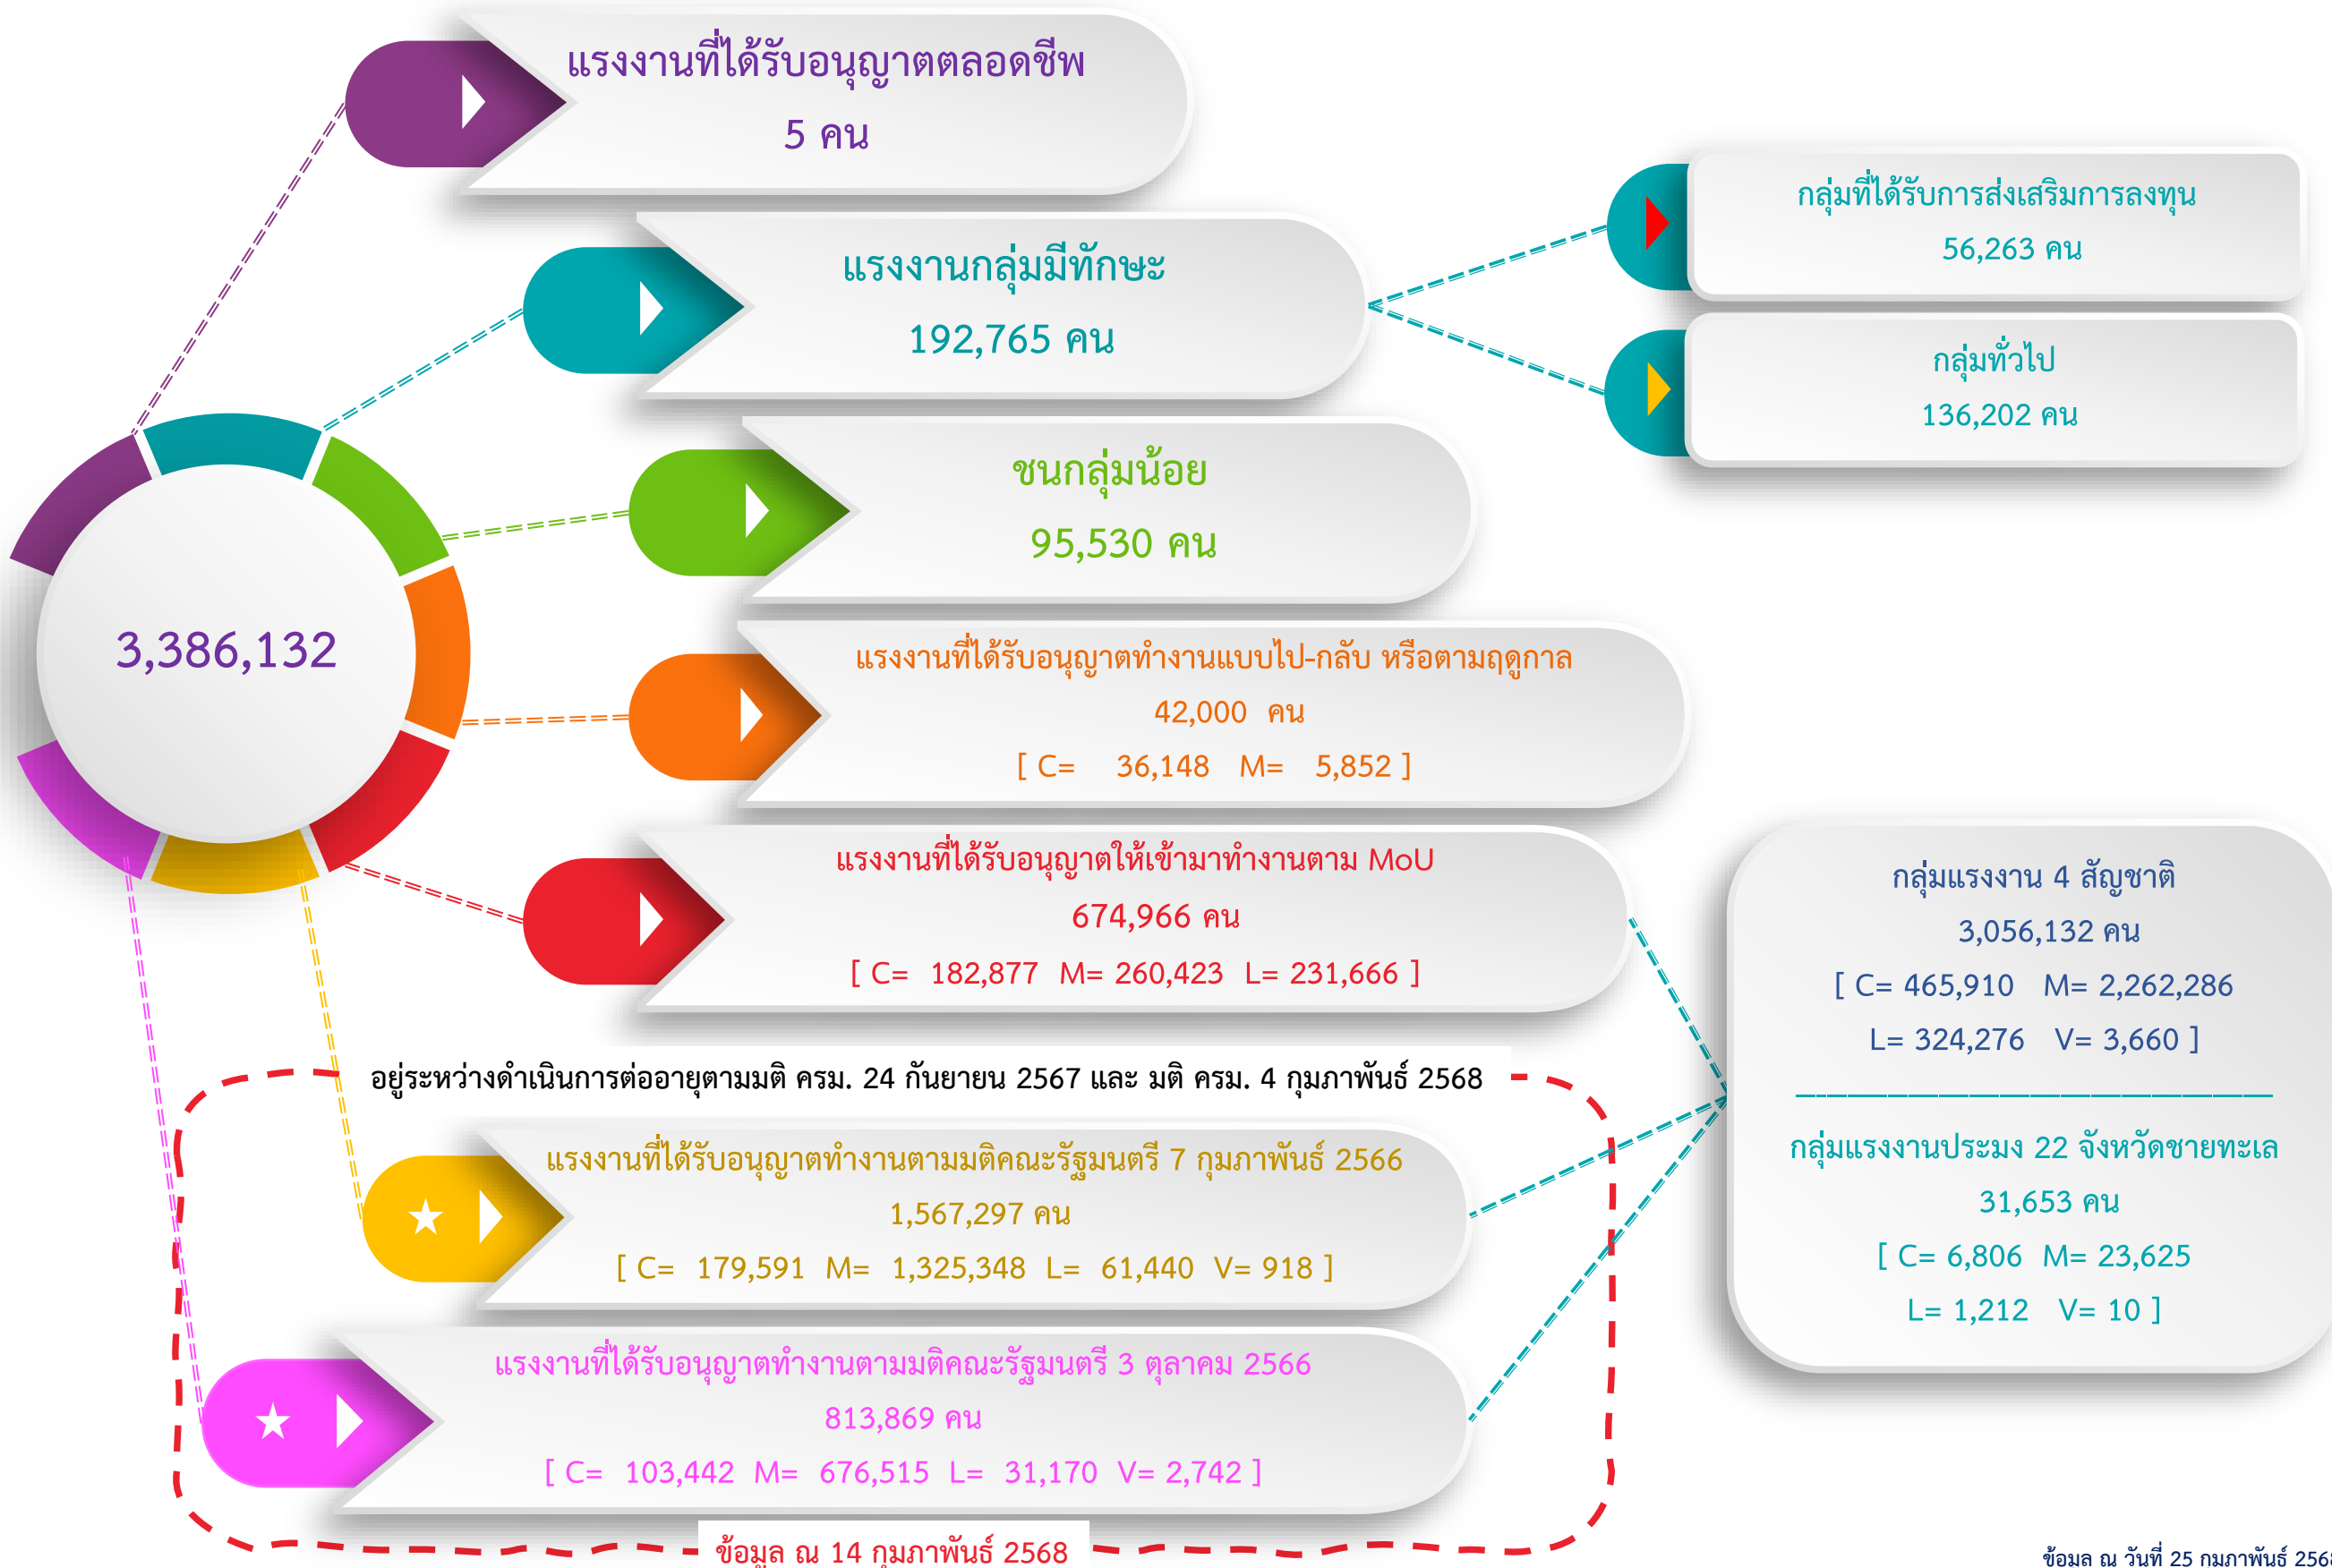 แรงงานที่ได้รับอนุญาตตลอดชีพ
5 คน
แรงงานกลุ่มมีทักษะ
192,765 คน
กลุ่มที่ได้รับการส่งเสริมการลงทุน
56,263 คน
กลุ่มทั่วไป
136,202 คน
ชนกลุ่มน้อย
95,530 คน
3,386,132
แรงงานที่ได้รับอนุญาตทำงานแบบไป-กลับ หรือตามฤดูกาล
42,000 คน
[ C= 36,148 M= 5,852 ]
แรงงานที่ได้รับอนุญาตให้เข้ามาทำงานตาม MoU
674,966 คน
[ C= 182,877 M= 260,423 L= 231,666 ]
กลุ่มแรงงาน 4 สัญชาติ
3,056,132 คน
[ C= 465,910 M= 2,262,286
L= 324,276 V= 3,660 ]
กลุ่มแรงงานประมง 22 จังหวัดชายทะเล
31,653 คน
[ C= 6,806 M= 23,625
L= 1,212 V= 10 ]
อยู่ระหว่างดำเนินการต่ออายุตามมติ ครม. 24 กันยายน 2567 และ มติ ครม. 4 กุมภาพันธ์ 2568
แรงงานที่ได้รับอนุญาตทำงานตามมติคณะรัฐมนตรี 7 กุมภาพันธ์ 2566
1,567,297 คน
[ C= 179,591 M= 1,325,348 L= 61,440 V= 918 ]
แรงงานที่ได้รับอนุญาตทำงานตามมติคณะรัฐมนตรี 3 ตุลาคม 2566
813,869 คน
[ C= 103,442 M= 676,515 L= 31,170 V= 2,742 ]
ข้อมูล ณ 14 กุมภาพันธ์ 2568
ข้อมูล ณ วันที่ 25 กุมภาพันธ์ 2568